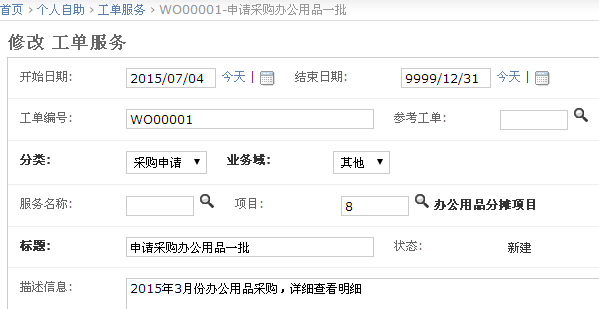 首页 › 个人自助 › 工单服务 › WO00001-申请采购办公用品一批
修改 工单服务
开始日期: 2015/07/04 今天 | 结束日期: 9999/12/31 今天 |
工单编号: WO00001 参考工单:
分类: 采购申请 业务域: 其他
服务名称: 项目: 8 办公用品分摊项目
标题: 申请采购办公用品一批 状态: 新建
描述信息: 2015年3月份办公用品采购，详细查看明细